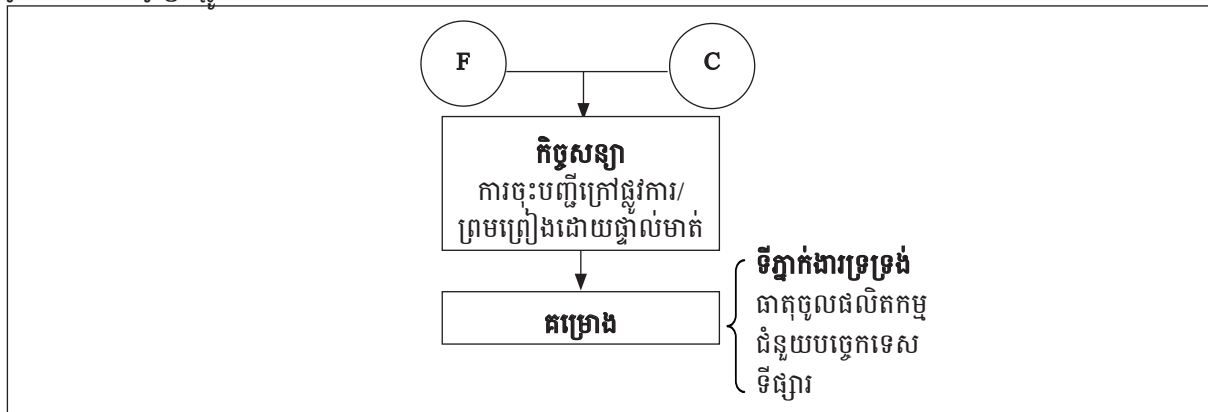 F
C
កិច្ចសន្យា
ការចុះបញ្ជីក្រៅផ្លូវការ/
ព្រមព្រៀងដោយផ្ទាល់មាត់
គម្រោង
ទីភ្នាក់ងារទ្រទ្រង់
ធាតុចូលផលិតកម្ម
ជំនួយបច្ចេកទេស
ទីផ្សារ